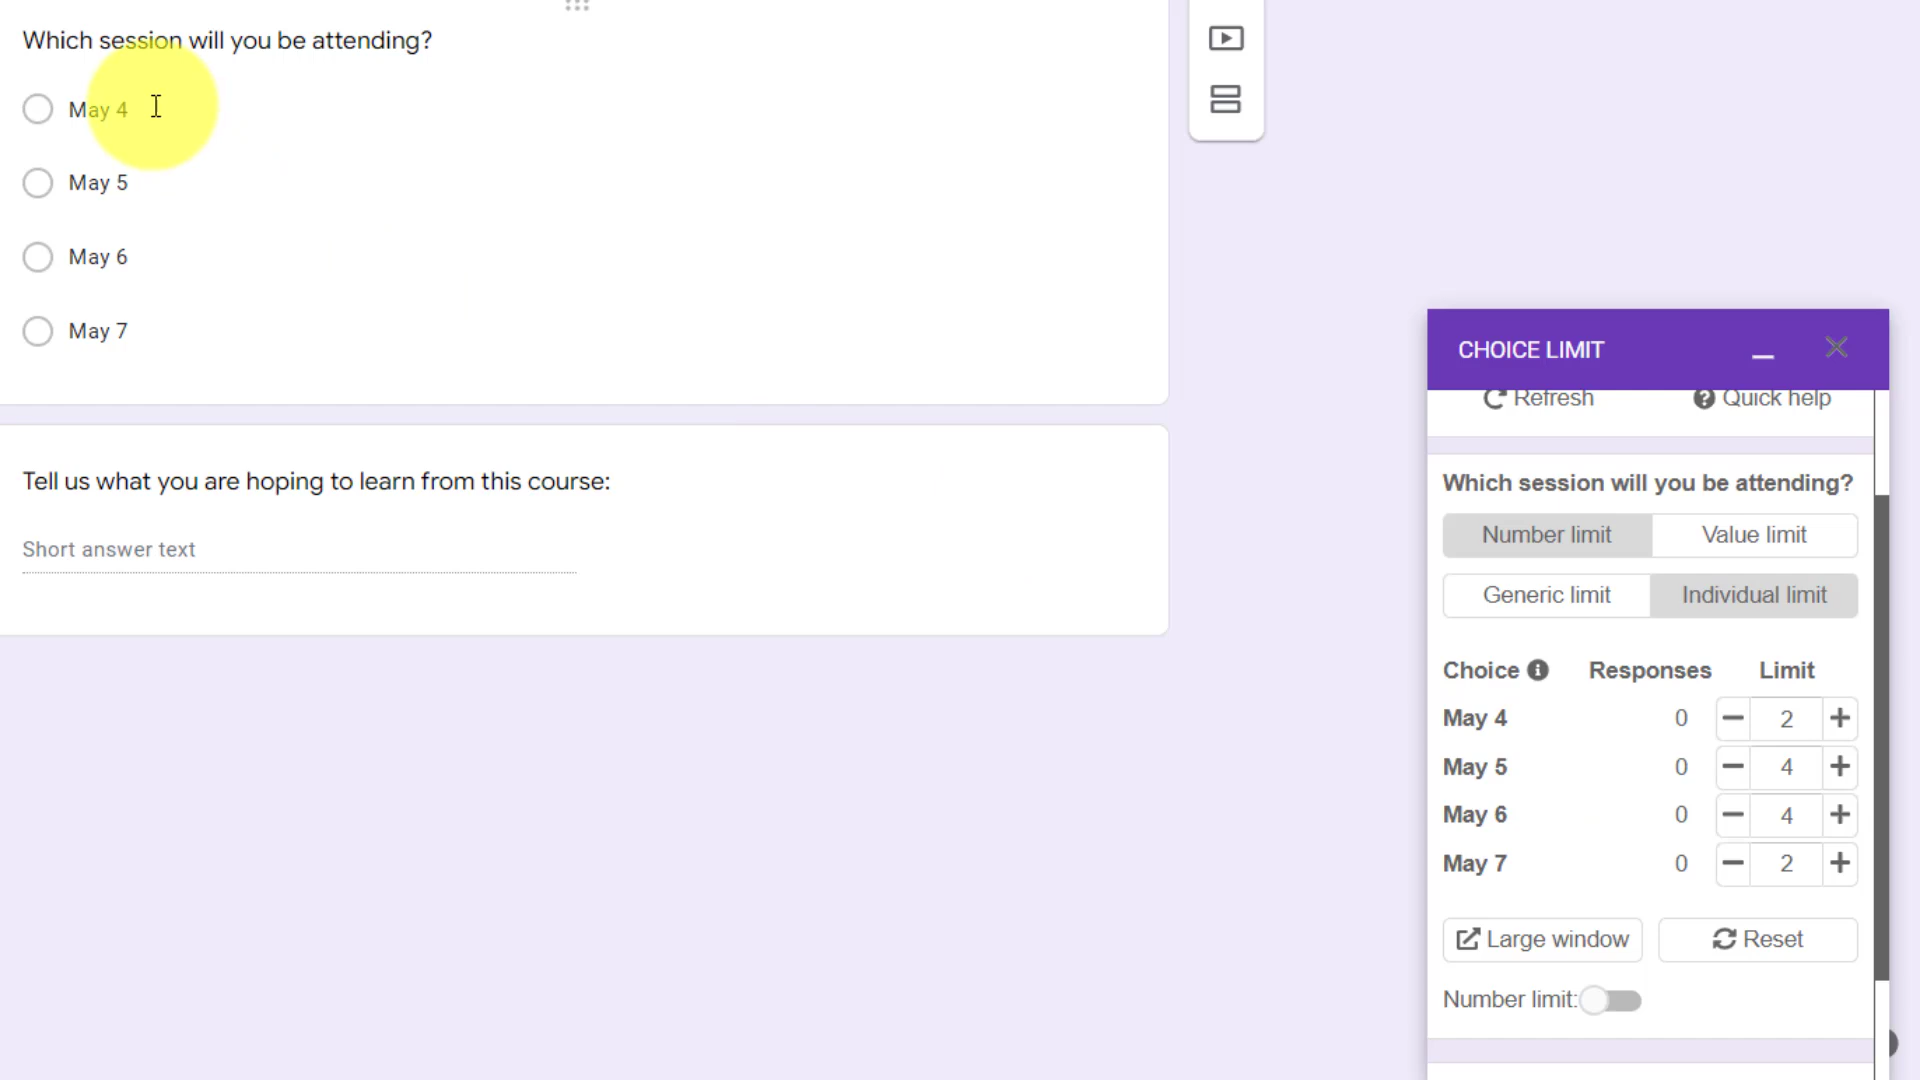 Which session will you be attending?
May 4
May 5
May 6
May 7
Tell us what you are hoping to learn from this course:
Short answer text
CHOICE LIMIT
Refresh
Quick help
Which session will you be attending?
Number limit
Value limit
Generic limit
Individual limit
Choice Responses Limit
May 4 0 2
May 5 0 4
May 6 0 4
May 7 0 2
Large window
Reset
Number limit: